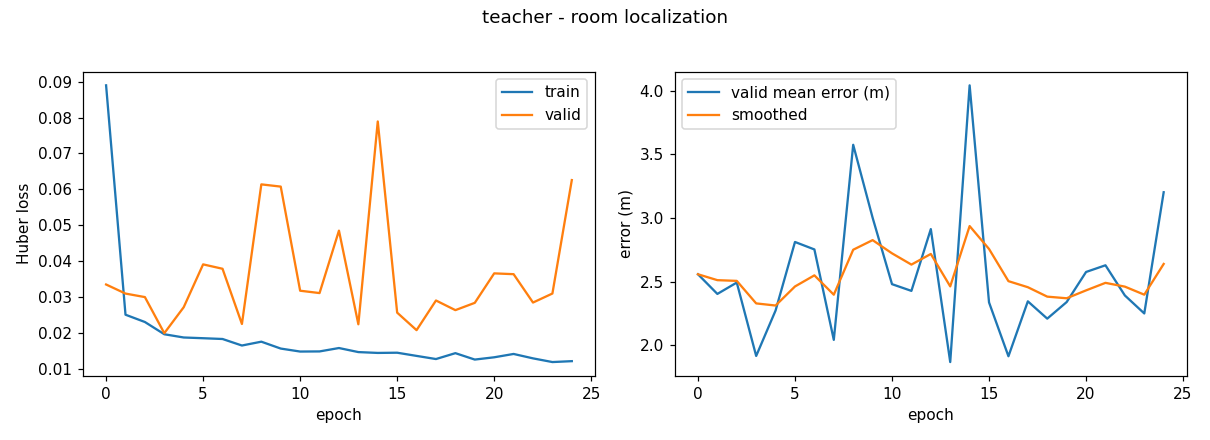 teacher - room localization
0.09
0.08
0.07
0.06
0.05
0.04
0.03
0.02
0.01
Huber loss
train
valid
0
5
10
15
20
25
epoch
4.0
3.5
3.0
2.5
2.0
error (m)
valid mean error (m)
smoothed
0
5
10
15
20
25
epoch